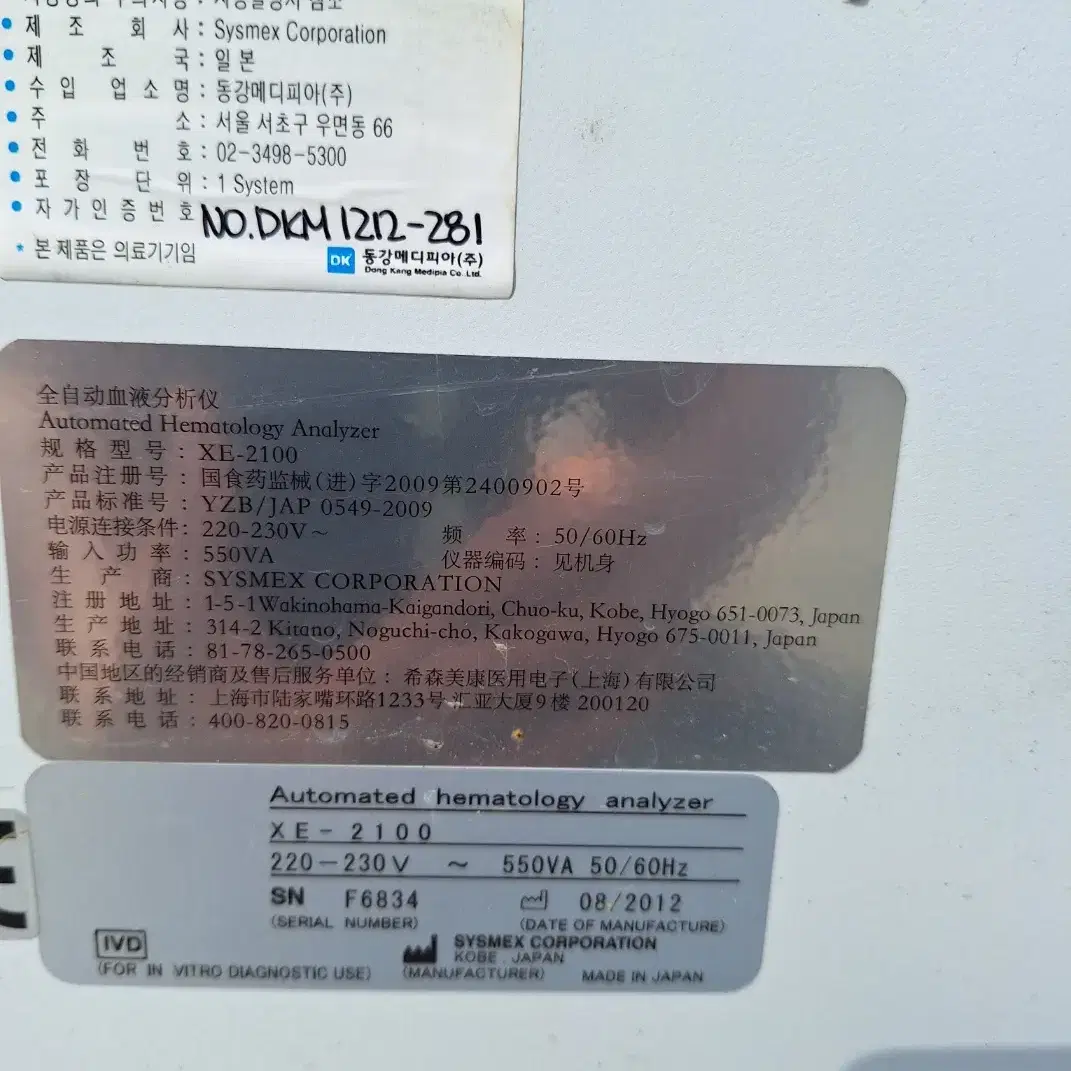 • 제 조 회 사 : Sysmex Corporation
• 제 조 국 : 일본
• 수 입 업 소 명 : 동강메디피아(주)
• 주 소 : 서울 서초구 우면동 66
• 전 화 번 호 : 02-3498-5300
• 포 장 단 위 : 1 System
• 자 가 인 증 번 호 NO.DKM1212-281
* 본 제품은 의료기기임
DK 동강메디피아(주)
Dong Kang Medipia Co. Ltd.
全自动血液分析仪
Automated Hematology Analyzer
规 格 型 号 : XE-2100
产品注册号 : 国食药监械(进)字2009第2400902号
产品标准号 : YZB/JAP 0549-2009
电源连接条件: 220-230V~ 频 率 : 50/60Hz
输 入 功 率 : 550VA 仪器编码 : 见机身
生 产 商 : SYSMEX CORPORATION
注 册 地 址 : 1-5-1Wakinohama-Kaigandori, Chuo-ku, Kobe, Hyogo 651-0073, Japan
生 产 地 址 : 314-2 Kitano, Noguchi-cho, Kakogawa, Hyogo 675-0011, Japan
联 系 电 话 : 81-78-265-0500
中国地区的经销商及售后服务单位 : 希森美康医用电子(上海)有限公司
联 系 地 址 : 上海市陆家嘴环路1233号 汇亚大厦9楼 200120
联 系 电 话 : 400-820-0815
Automated hematology analyzer
XE-2100
220-230V ~ 550VA 50/60Hz
SN F6834 08/2012
(SERIAL NUMBER) (DATE OF MANUFACTURE)
IVD SYSMEX CORPORATION
KOBE, JAPAN
(FOR IN VITRO DIAGNOSTIC USE) (MANUFACTURER) MADE IN JAPAN